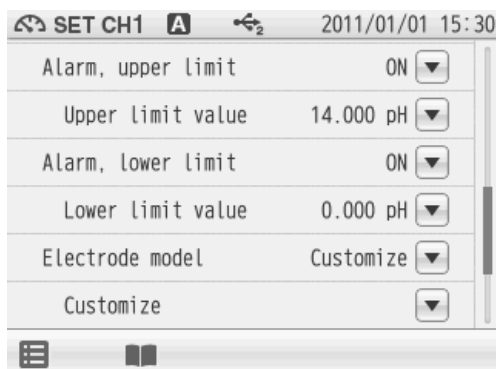 SET CH1 A 2 2011/01/01 15:30
Alarm, upper limit ON
Upper limit value 14.000 pH
Alarm, lower limit ON
Lower limit value 0.000 pH
Electrode model Customize
Customize